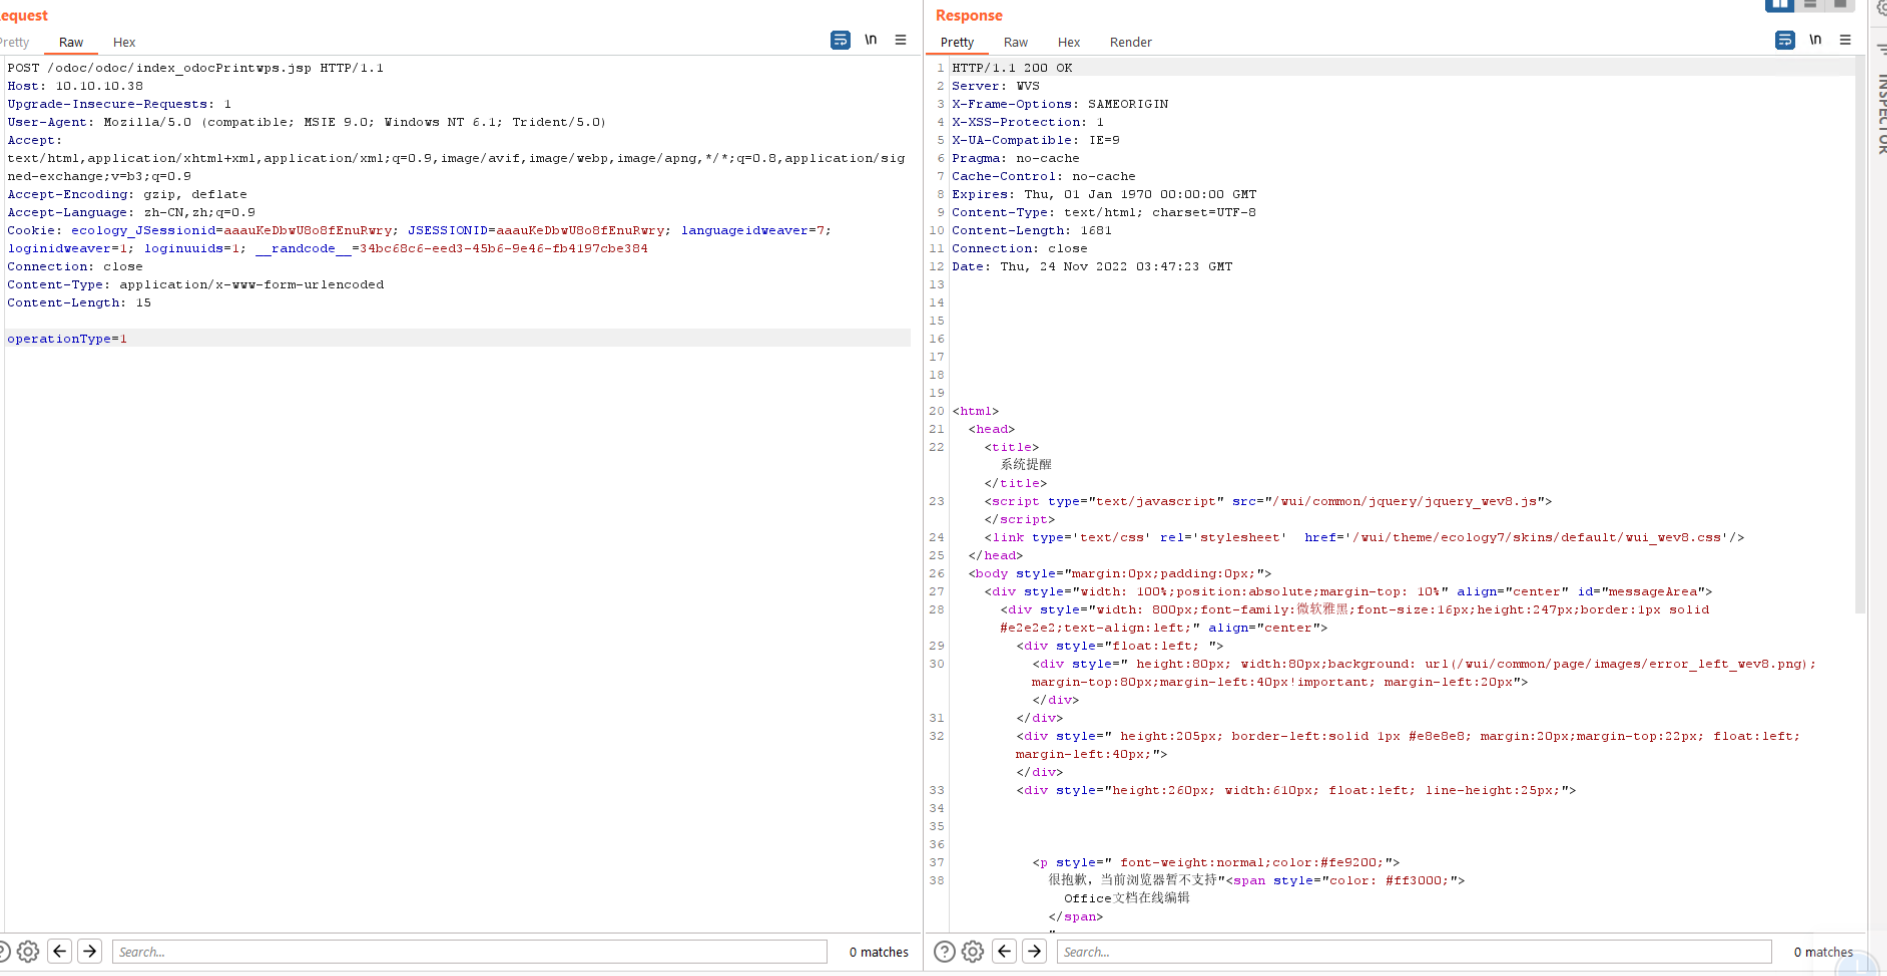 equest
Pretty Raw Hex
\n
POST /odoc/odoc/index_odocPrintwps.jsp HTTP/1.1
Host: 10.10.10.38
Upgrade-Insecure-Requests: 1
User-Agent: Mozilla/5.0 (compatible; MSIE 9.0; Windows NT 6.1; Trident/5.0)
Accept:
text/html,application/xhtml+xml,application/xml;q=0.9,image/avif,image/webp,image/apng,*/*;q=0.8,application/sig
ned-exchange;v=b3;q=0.9
Accept-Encoding: gzip, deflate
Accept-Language: zh-CN,zh;q=0.9
Cookie: ecology_JSessionid=aaauKeDbwU8o8fEnuRwry; JSESSIONID=aaauKeDbwU8o8fEnuRwry; languageidweaver=7;
loginidweaver=1; loginuuids=1; __randcode__=34bc68c6-eed3-45b6-9e46-fb4197cbe384
Connection: close
Content-Type: application/x-www-form-urlencoded
Content-Length: 15
operationType=1
Search...
0 matches
Response
Pretty Raw Hex Render
\n
1 HTTP/1.1 200 OK
2 Server: WVS
3 X-Frame-Options: SAMEORIGIN
4 X-XSS-Protection: 1
5 X-UA-Compatible: IE=9
6 Pragma: no-cache
7 Cache-Control: no-cache
8 Expires: Thu, 01 Jan 1970 00:00:00 GMT
9 Content-Type: text/html; charset=UTF-8
10 Content-Length: 1681
11 Connection: close
12 Date: Thu, 24 Nov 2022 03:47:23 GMT
13
14
15
16
17
18
19
20 <html>
21 <head>
22 <title>
系统提醒
</title>
23 <script type="text/javascript" src="/wui/common/jquery/jquery_wev8.js">
</script>
24 <link type='text/css' rel='stylesheet' href='/wui/theme/ecology7/skins/default/wui_wev8.css'/>
25 </head>
26 <body style="margin:0px;padding:0px;">
27 <div style="width: 100%;position:absolute;margin-top: 10%" align="center" id="messageArea">
28 <div style="width: 800px;font-family:微软雅黑;font-size:16px;height:247px;border:1px solid
#e2e2e2;text-align:left;" align="center">
29 <div style="float:left; ">
30 <div style=" height:80px; width:80px;background: url(/wui/common/page/images/error_left_wev8.png);
margin-top:80px;margin-left:40px!important; margin-left:20px">
</div>
31 </div>
32 <div style=" height:205px; border-left:solid 1px #e8e8e8; margin:20px;margin-top:22px; float:left;
margin-left:40px;">
</div>
33 <div style="height:260px; width:610px; float:left; line-height:25px;">
34
35
36
37 <p style=" font-weight:normal;color:#fe9200;">
38 很抱歉，当前浏览器暂不支持"<span style="color: #ff3000;">
Office文档在线编辑
</span>
"
Search...
0 matches
INSPECTOR